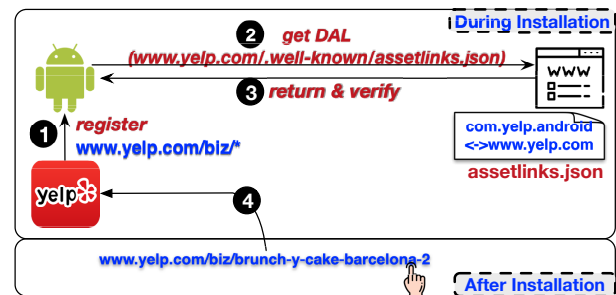 During Installation
2 get DAL
(www.yelp.com/.well-known/assetlinks.json)
WWW
3 return & verify
1 register
www.yelp.com/biz/*
com.yelp.android
<->www.yelp.com
assetlinks.json
yelp
4
www.yelp.com/biz/brunch-y-cake-barcelona-2
After Installation